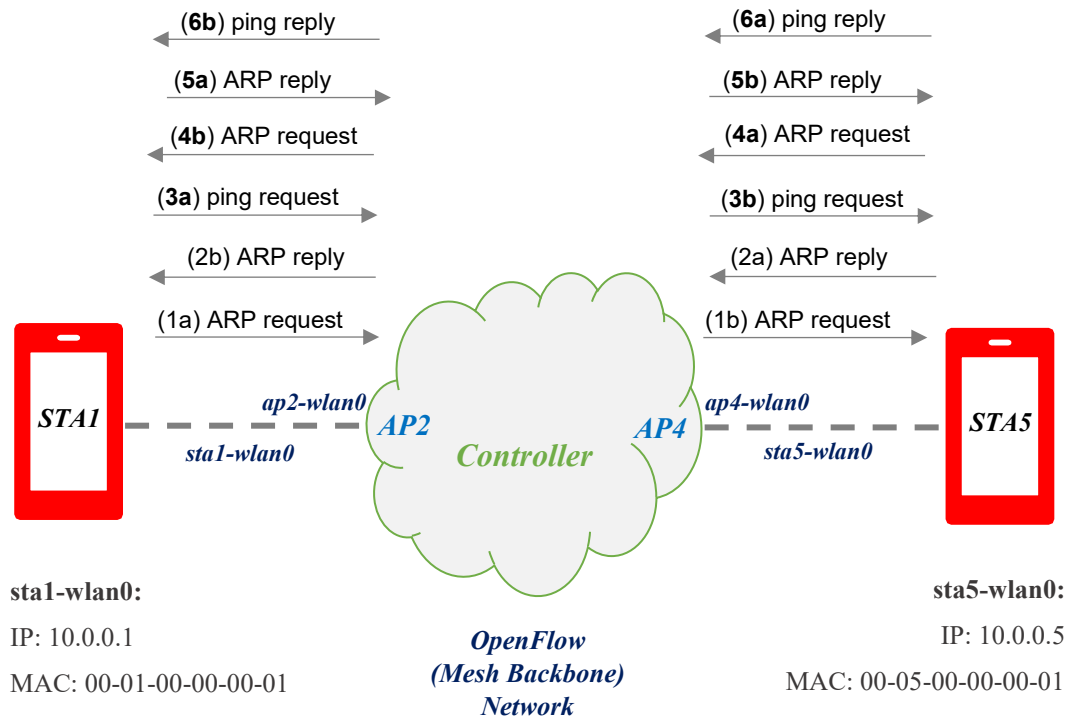 (6b) ping reply
(6a) ping reply
(5a) ARP reply
(5b) ARP reply
(4b) ARP request
(4a) ARP request
(3a) ping request
(3b) ping request
(2b) ARP reply
(2a) ARP reply
(1a) ARP request
(1b) ARP request
STA1
ap2-wlan0
sta1-wlan0
AP2
Controller
AP4
ap4-wlan0
sta5-wlan0
STA5
sta1-wlan0:
IP: 10.0.0.1
MAC: 00-01-00-00-00-01
OpenFlow
(Mesh Backbone)
Network
sta5-wlan0:
IP: 10.0.0.5
MAC: 00-05-00-00-00-01